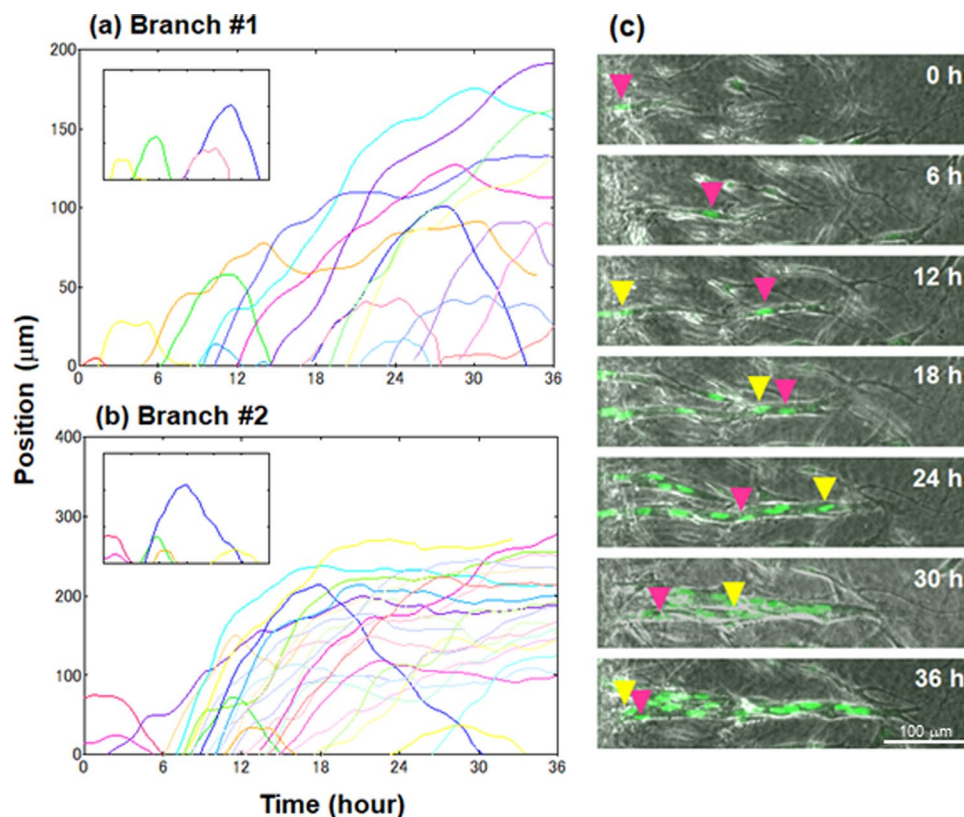 (a) Branch #1
200
150
100
50
0
0 6 12 18 24 30 36
Position (μm)
(b) Branch #2
400
300
200
100
0
0 6 12 18 24 30 36
Time (hour)
(c)
0 h
6 h
12 h
18 h
24 h
30 h
36 h
100 μm